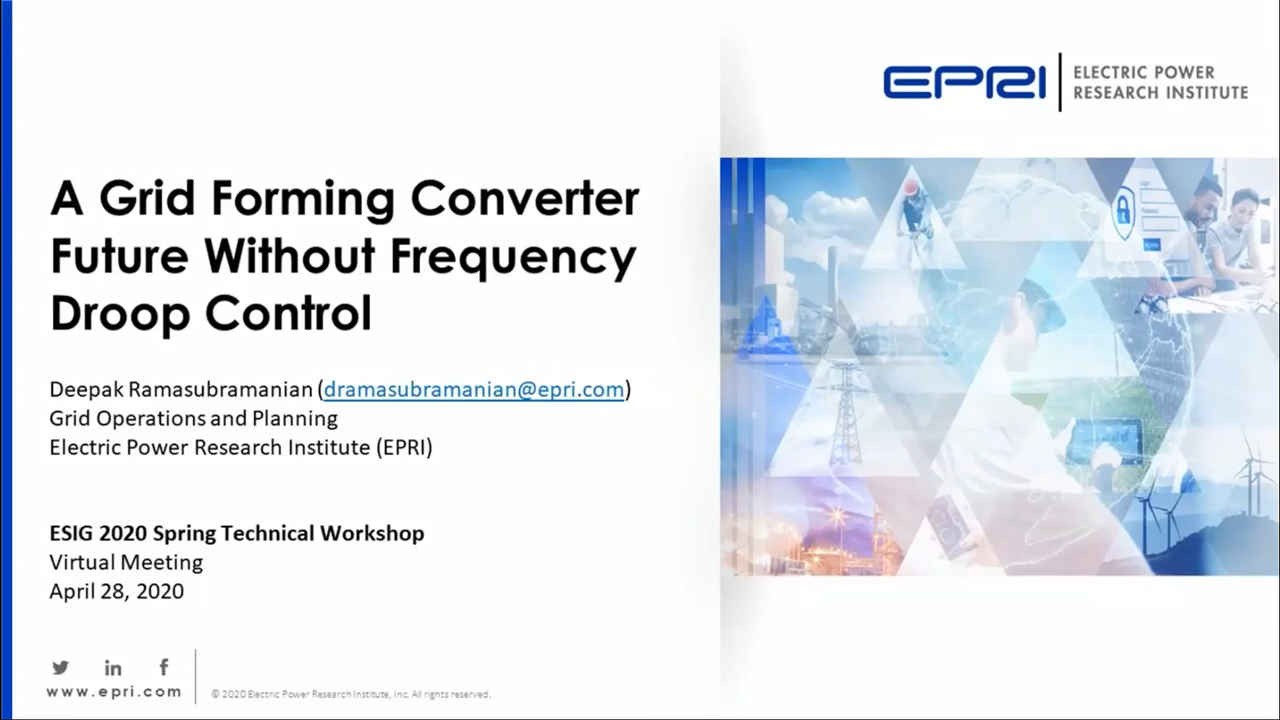 EPRI
ELECTRIC POWER
RESEARCH INSTITUTE
A Grid Forming Converter
Future Without Frequency
Droop Control
Deepak Ramasubramanian (dramasubramanian@epri.com)
Grid Operations and Planning
Electric Power Research Institute (EPRI)
ESIG 2020 Spring Technical Workshop
Virtual Meeting
April 28, 2020
www.epri.com
© 2020 Electric Power Research Institute, Inc. All rights reserved.